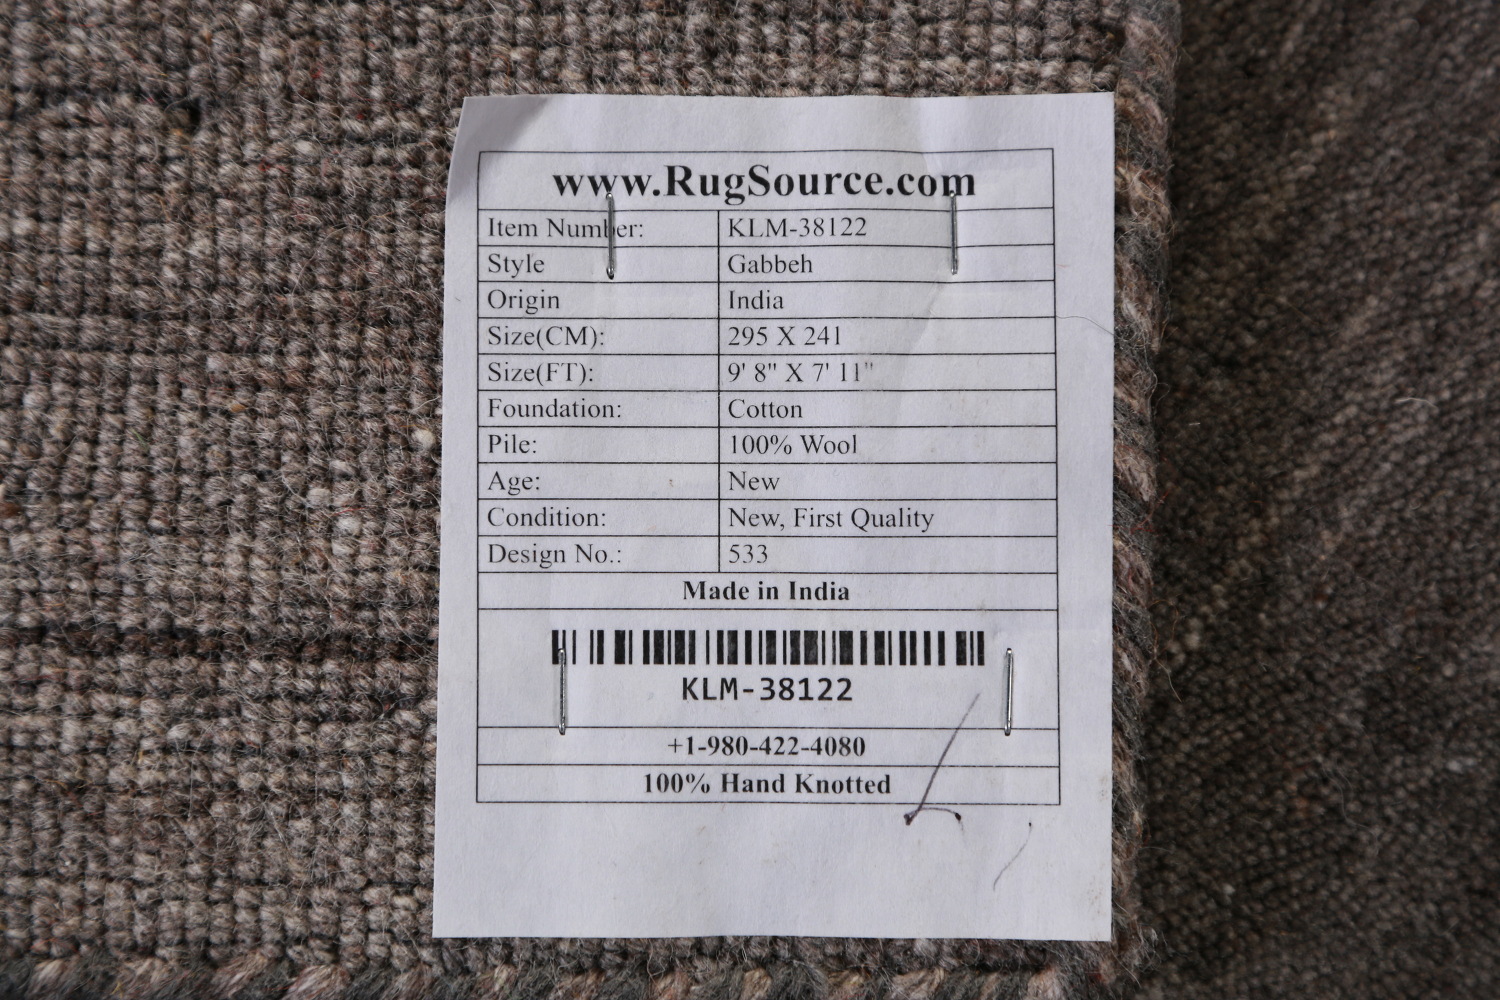 www.RugSource.com
Item Number: KLM-38122
Style Gabbeh
Origin India
Size(CM): 295 X 241
Size(FT): 9' 8" X 7' 11"
Foundation: Cotton
Pile: 100% Wool
Age: New
Condition: New, First Quality
Design No.: 533
Made in India
KLM-38122
+1-980-422-4080
100% Hand Knotted